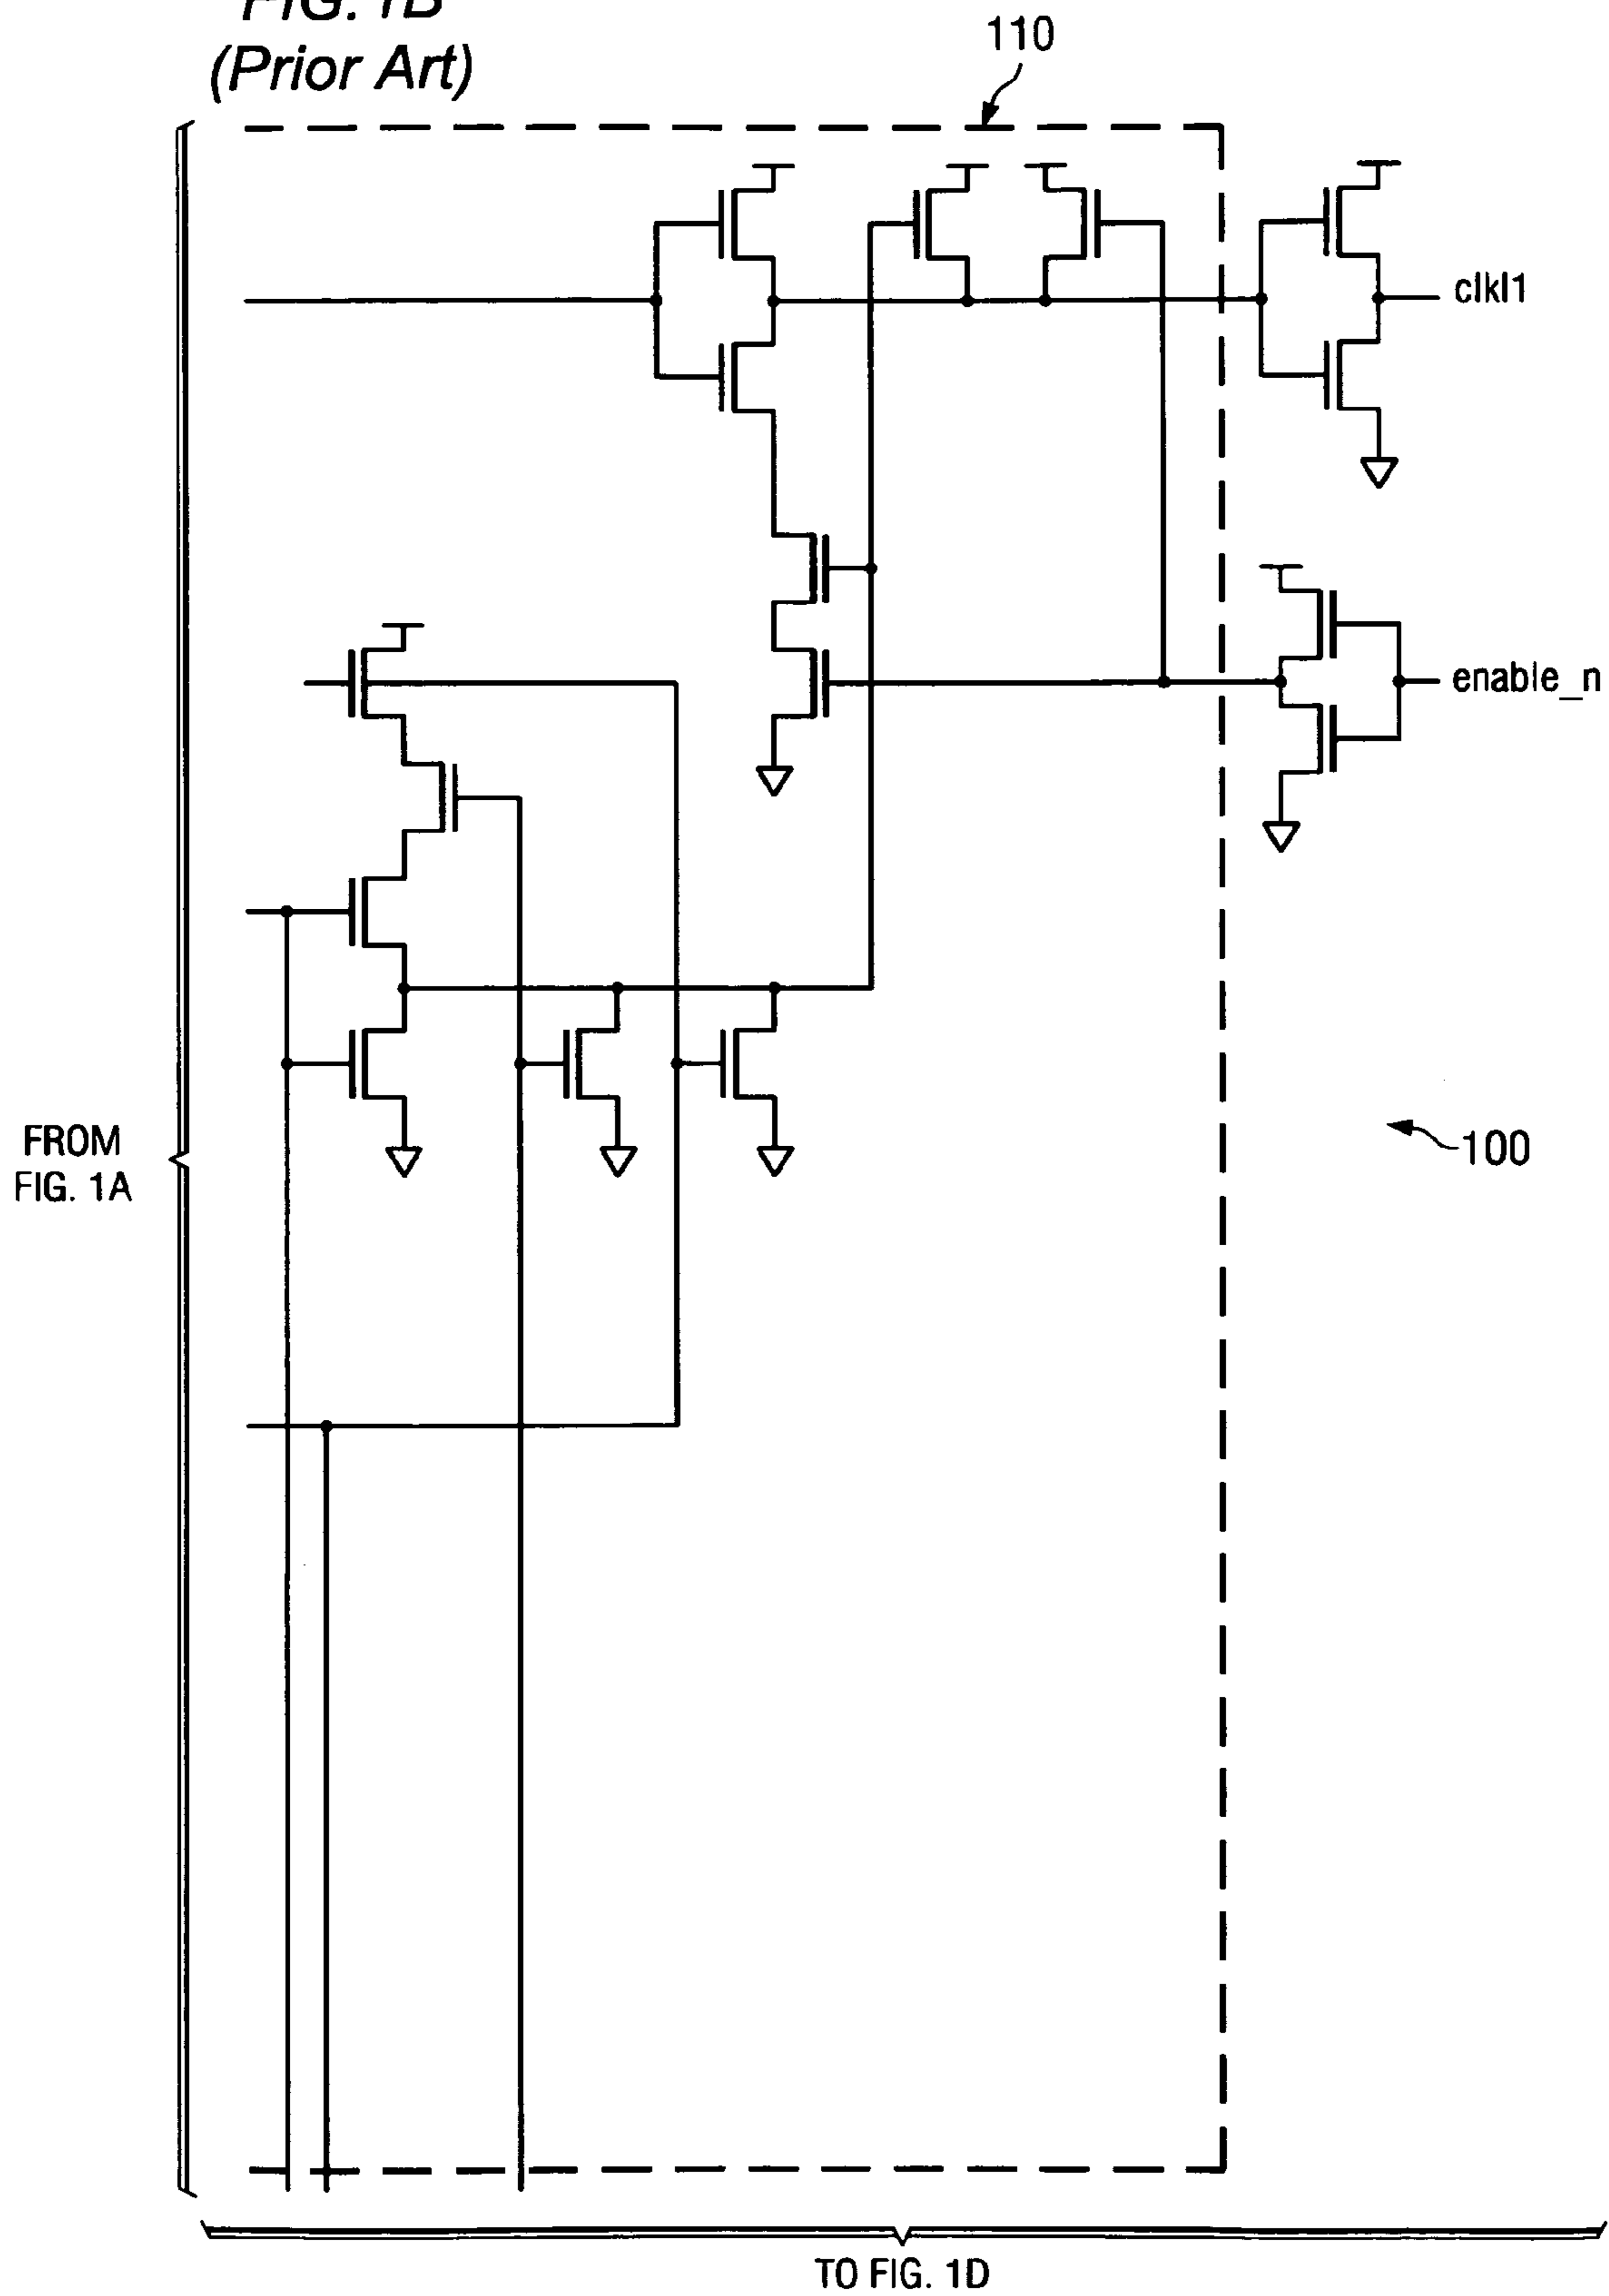 FIG. 1B
(Prior Art)
110
clkl1
enable_n
FROM
FIG. 1A
100
TO FIG. 1D